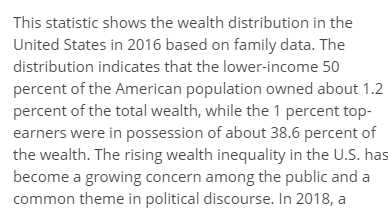 This statistic shows the wealth distribution in the
United States in 2016 based on family data. The
distribution indicates that the lower-income 50
percent of the American population owned about 1.2
percent of the total wealth, while the 1 percent top-
earners were in possession of about 38.6 percent of
the wealth. The rising wealth inequality in the U.S. has
become a growing concern among the public and a
common theme in political discourse. In 2018, a